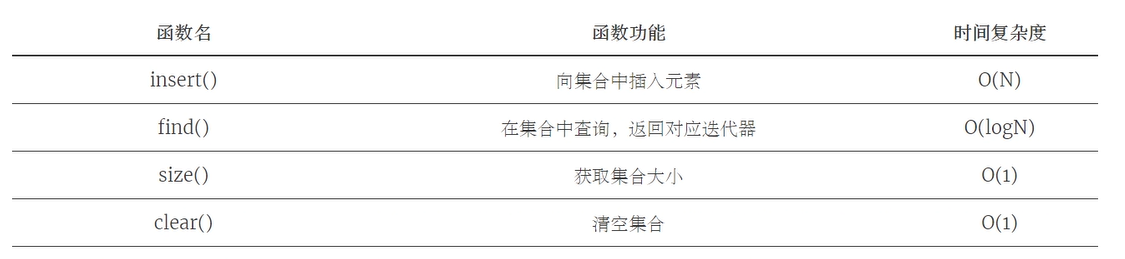 函数名 函数功能 时间复杂度
insert() 向集合中插入元素 O(N)
find() 在集合中查询，返回对应迭代器 O(logN)
size() 获取集合大小 O(1)
clear() 清空集合 O(1)